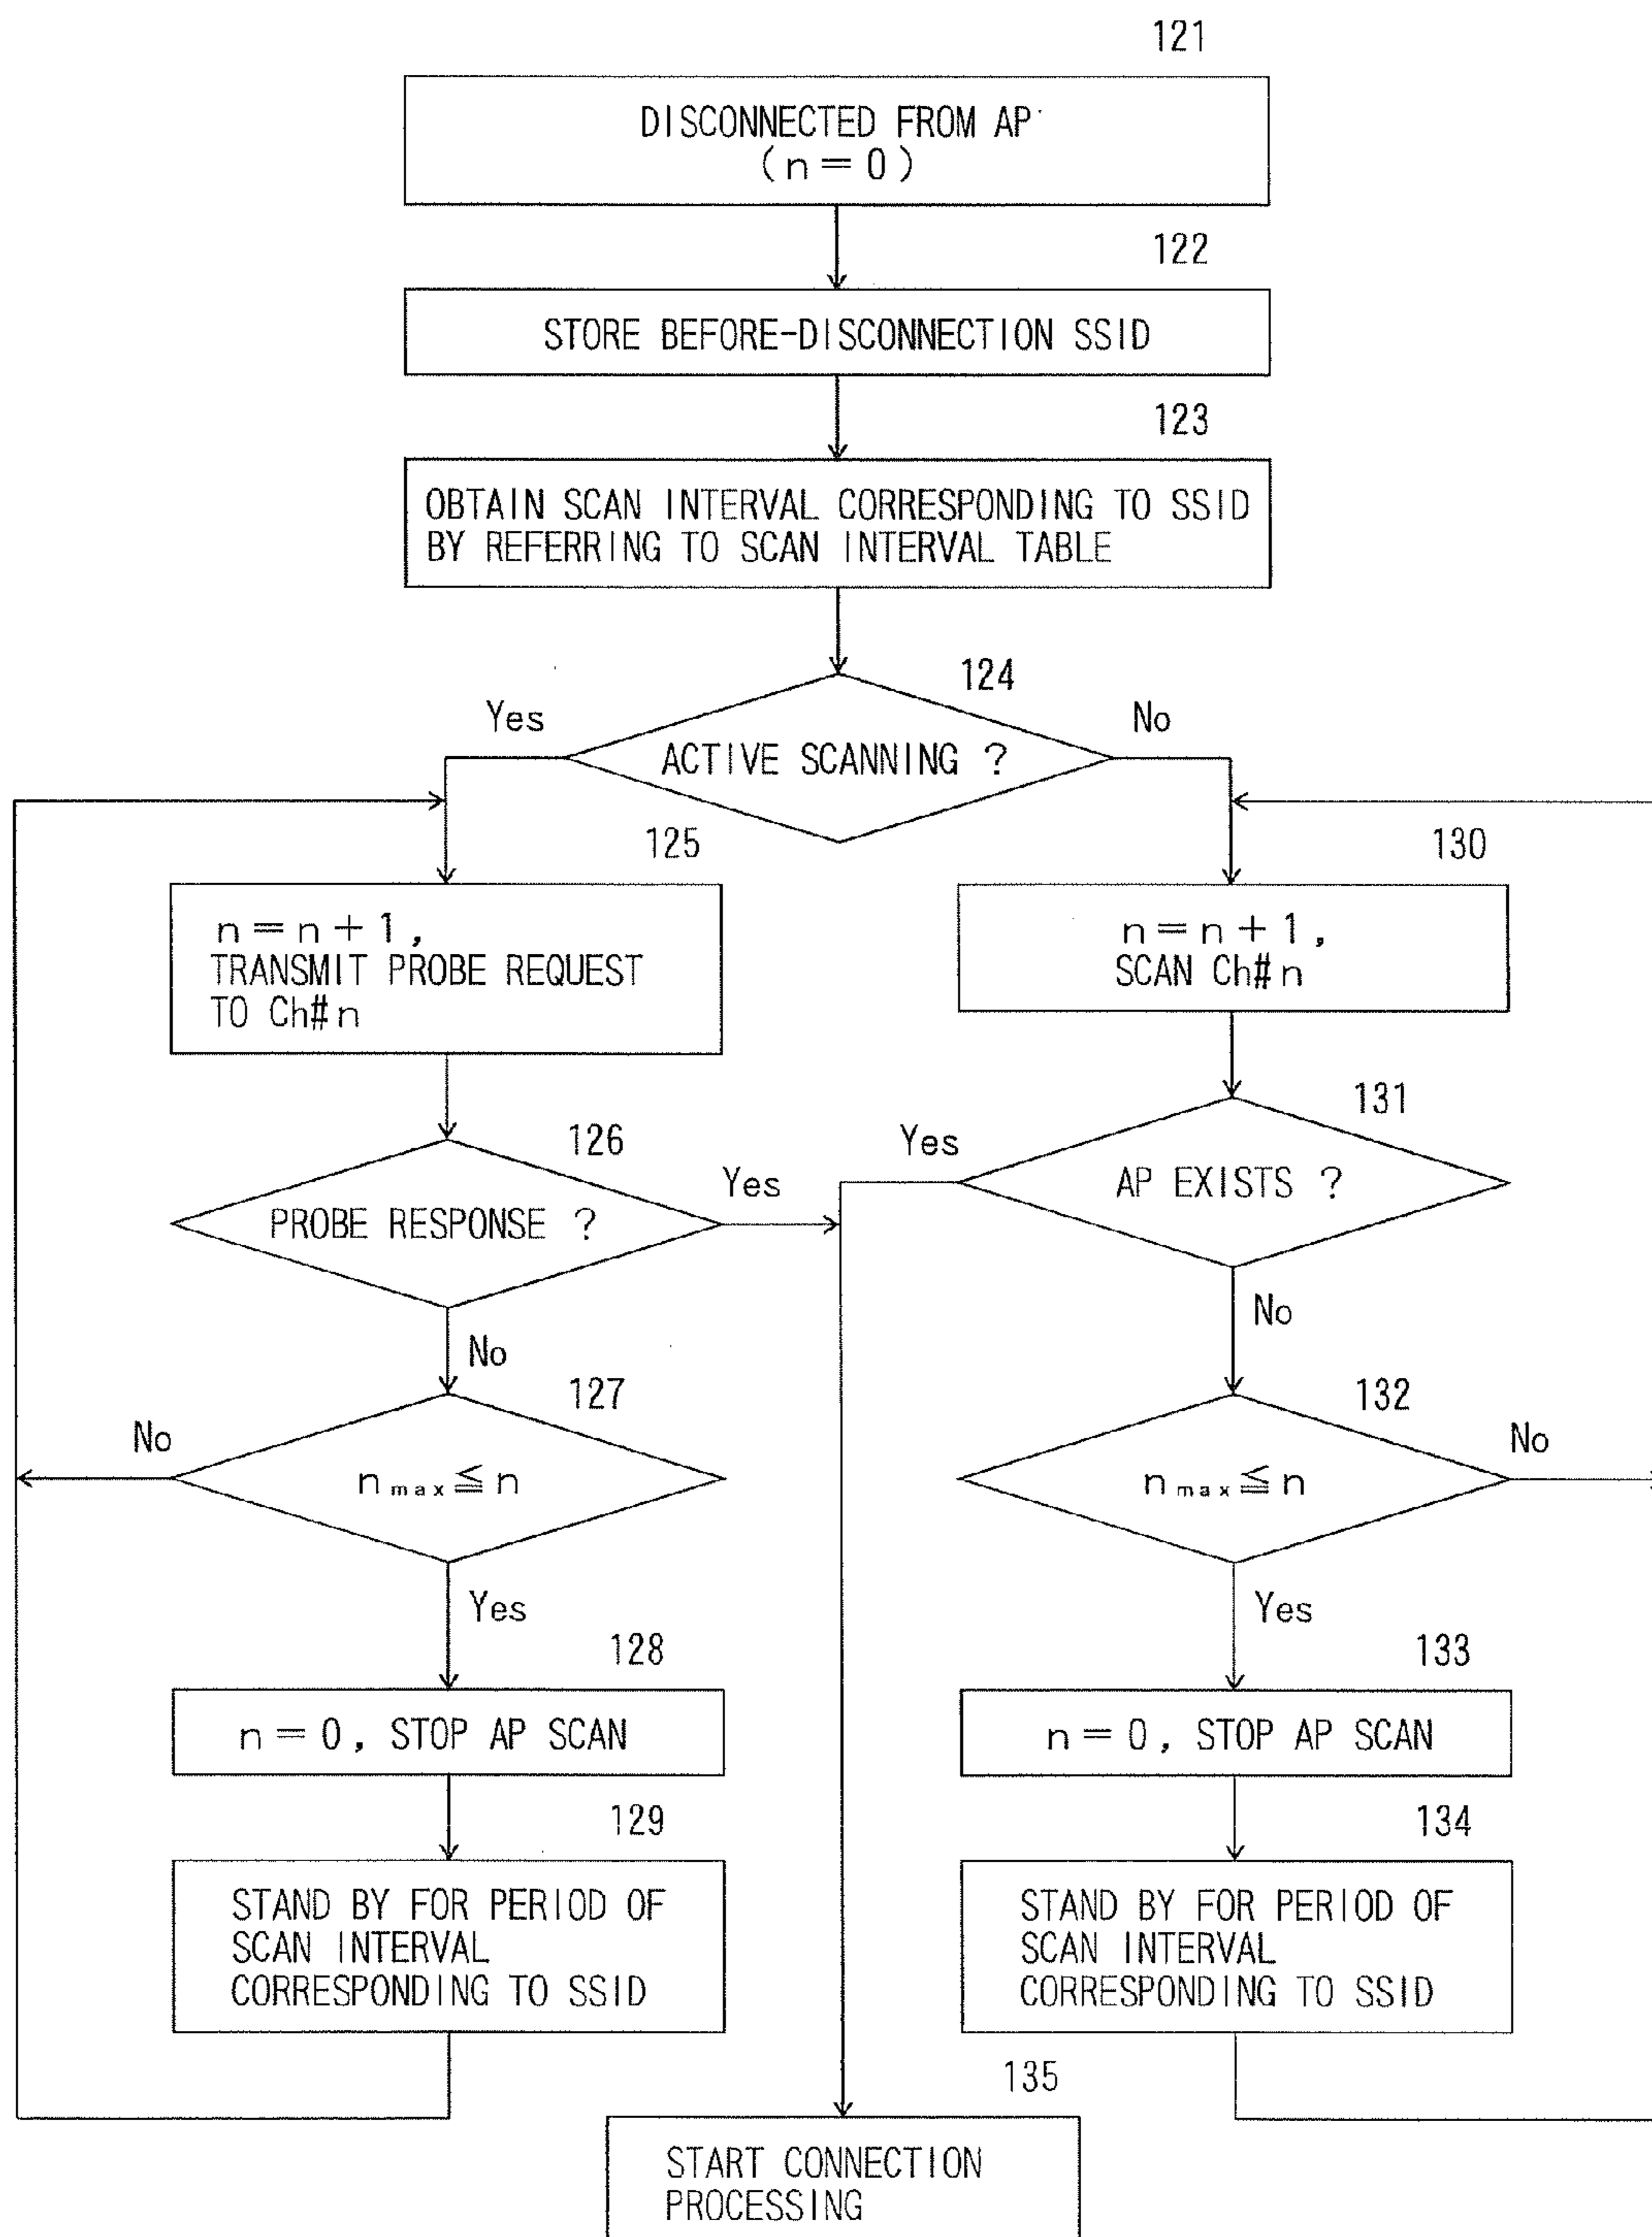 121
DISCONNECTED FROM AP
(n=0)
122
STORE BEFORE-DISCONNECTION SSID
123
OBTAIN SCAN INTERVAL CORRESPONDING TO SSID
BY REFERRING TO SCAN INTERVAL TABLE
124
Yes
No
ACTIVE SCANNING ?
125
130
n=n+1,
TRANSMIT PROBE REQUEST
TO Ch#n
n=n+1,
SCAN Ch#n
126
131
Yes
Yes
PROBE RESPONSE ?
AP EXISTS ?
No
No
127
132
No
No
nmax≦n
nmax≦n
Yes
Yes
128
133
n=0, STOP AP SCAN
n=0, STOP AP SCAN
129
134
STAND BY FOR PERIOD OF
SCAN INTERVAL
CORRESPONDING TO SSID
STAND BY FOR PERIOD OF
SCAN INTERVAL
CORRESPONDING TO SSID
135
START CONNECTION
PROCESSING